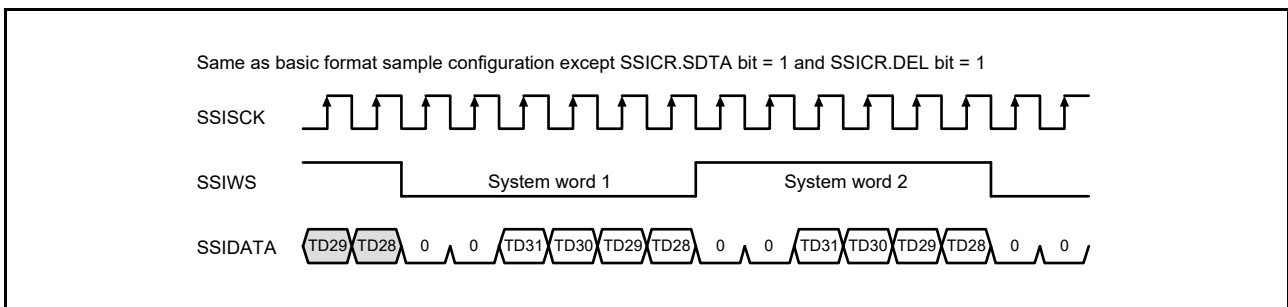 Same as basic format sample configuration except SSICR.SDTA bit = 1 and SSICR.DEL bit = 1
SSISCK
SSIWS System word 1 System word 2
SSIDATA TD29 TD28 0 0 TD31 TD30 TD29 TD28 0 0 TD31 TD30 TD29 TD28 0 0